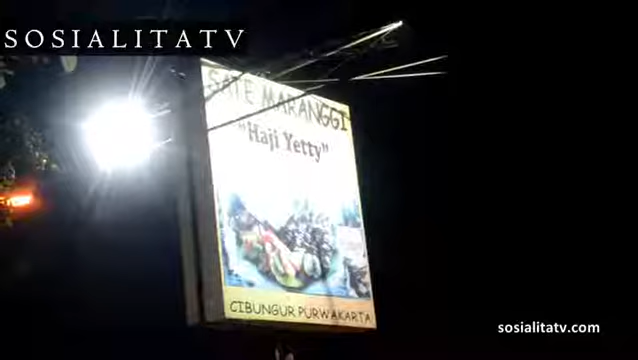 SOSIALITATV
SATE MARANGGI
"Haji Yetty"
CIBUNGUR PURWAKARTA
sosialitatv.com